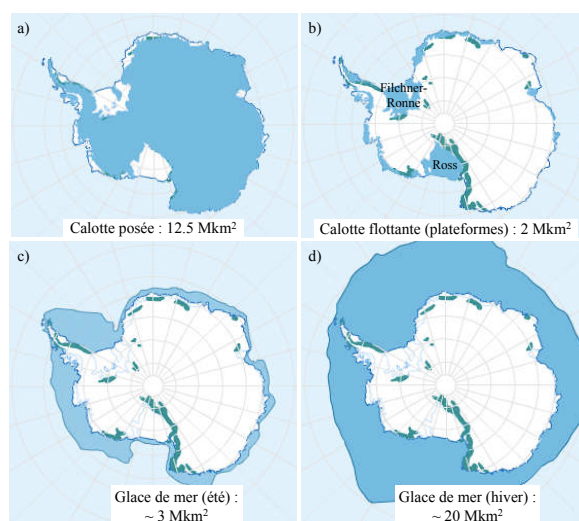 a)
Calotte posée : 12.5 Mkm²
b)
Filchner-
Ronne
Ross
Calotte flottante (plateformes) : 2 Mkm²
c)
Glace de mer (été) :
~ 3 Mkm²
d)
Glace de mer (hiver) :
~ 20 Mkm²